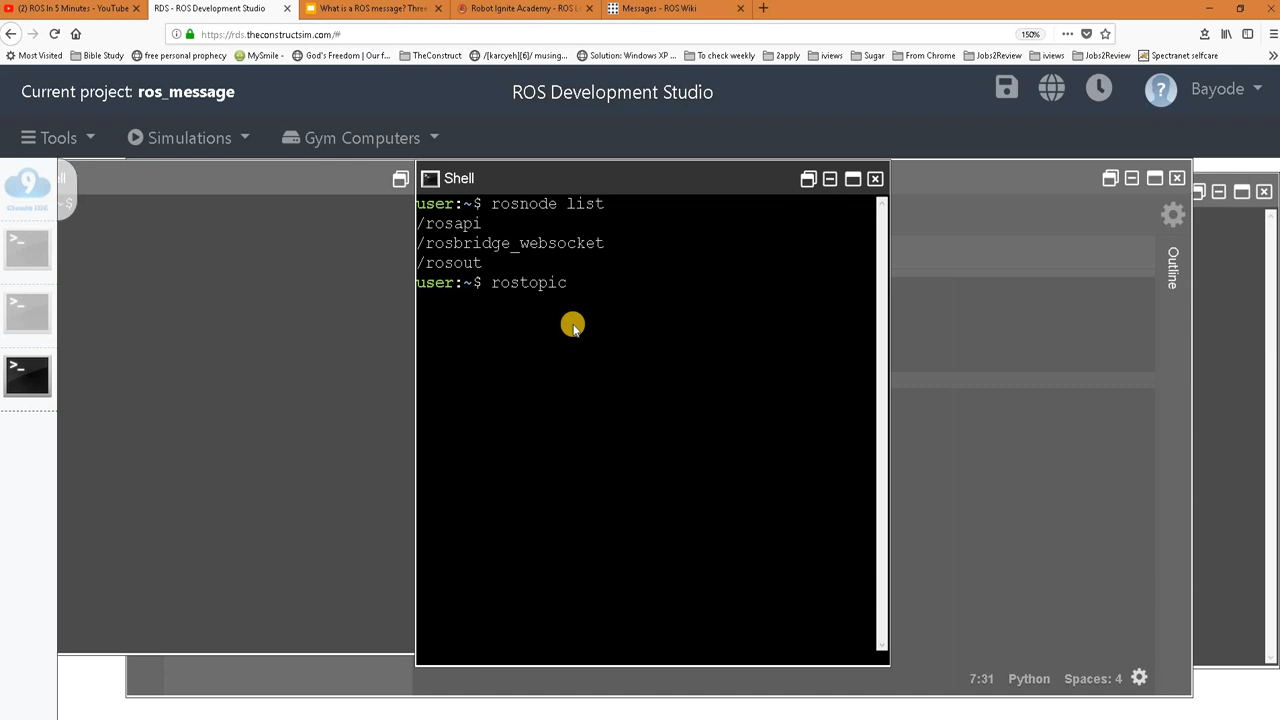 (2) ROS In 5 Minutes - YouTube
RDS - ROS Development Studio
What is a ROS message? Three
Robot Ignite Academy - ROS L
Messages - ROS Wiki
https://rds.theconstructsim.com/#
150%
Most Visited
Bible Study
free personal prophecy
MySmile -
God's Freedom | Our f...
TheConstruct
/[karcyeh][6]/ musing...
Solution: Windows XP ...
To check weekly
2apply
iviews
Sugar
From Chrome
Jobs2Review
iviews
Jobs2Review
Spectranet selfcare
Current project: ros_message
ROS Development Studio
Bayode
Tools
Simulations
Gym Computers
Shell
user:~$ rosnode list
/rosapi
/rosbridge_websocket
/rosout
user:~$ rostopic
Outline
7:31
Python
Spaces: 4